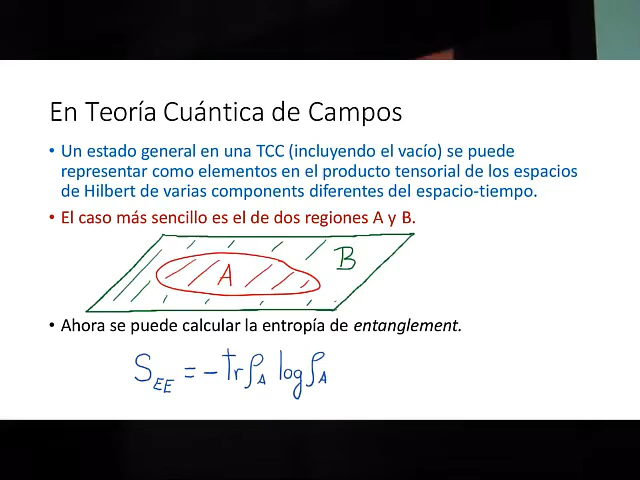 En Teoría Cuántica de Campos
• Un estado general en una TCC (incluyendo el vacío) se puede
representar como elementos en el producto tensorial de los espacios
de Hilbert de varias components diferentes del espacio-tiempo.
• El caso más sencillo es el de dos regiones A y B.
B
A
• Ahora se puede calcular la entropía de entanglement.
S_EE = -tr ρ_A log ρ_A